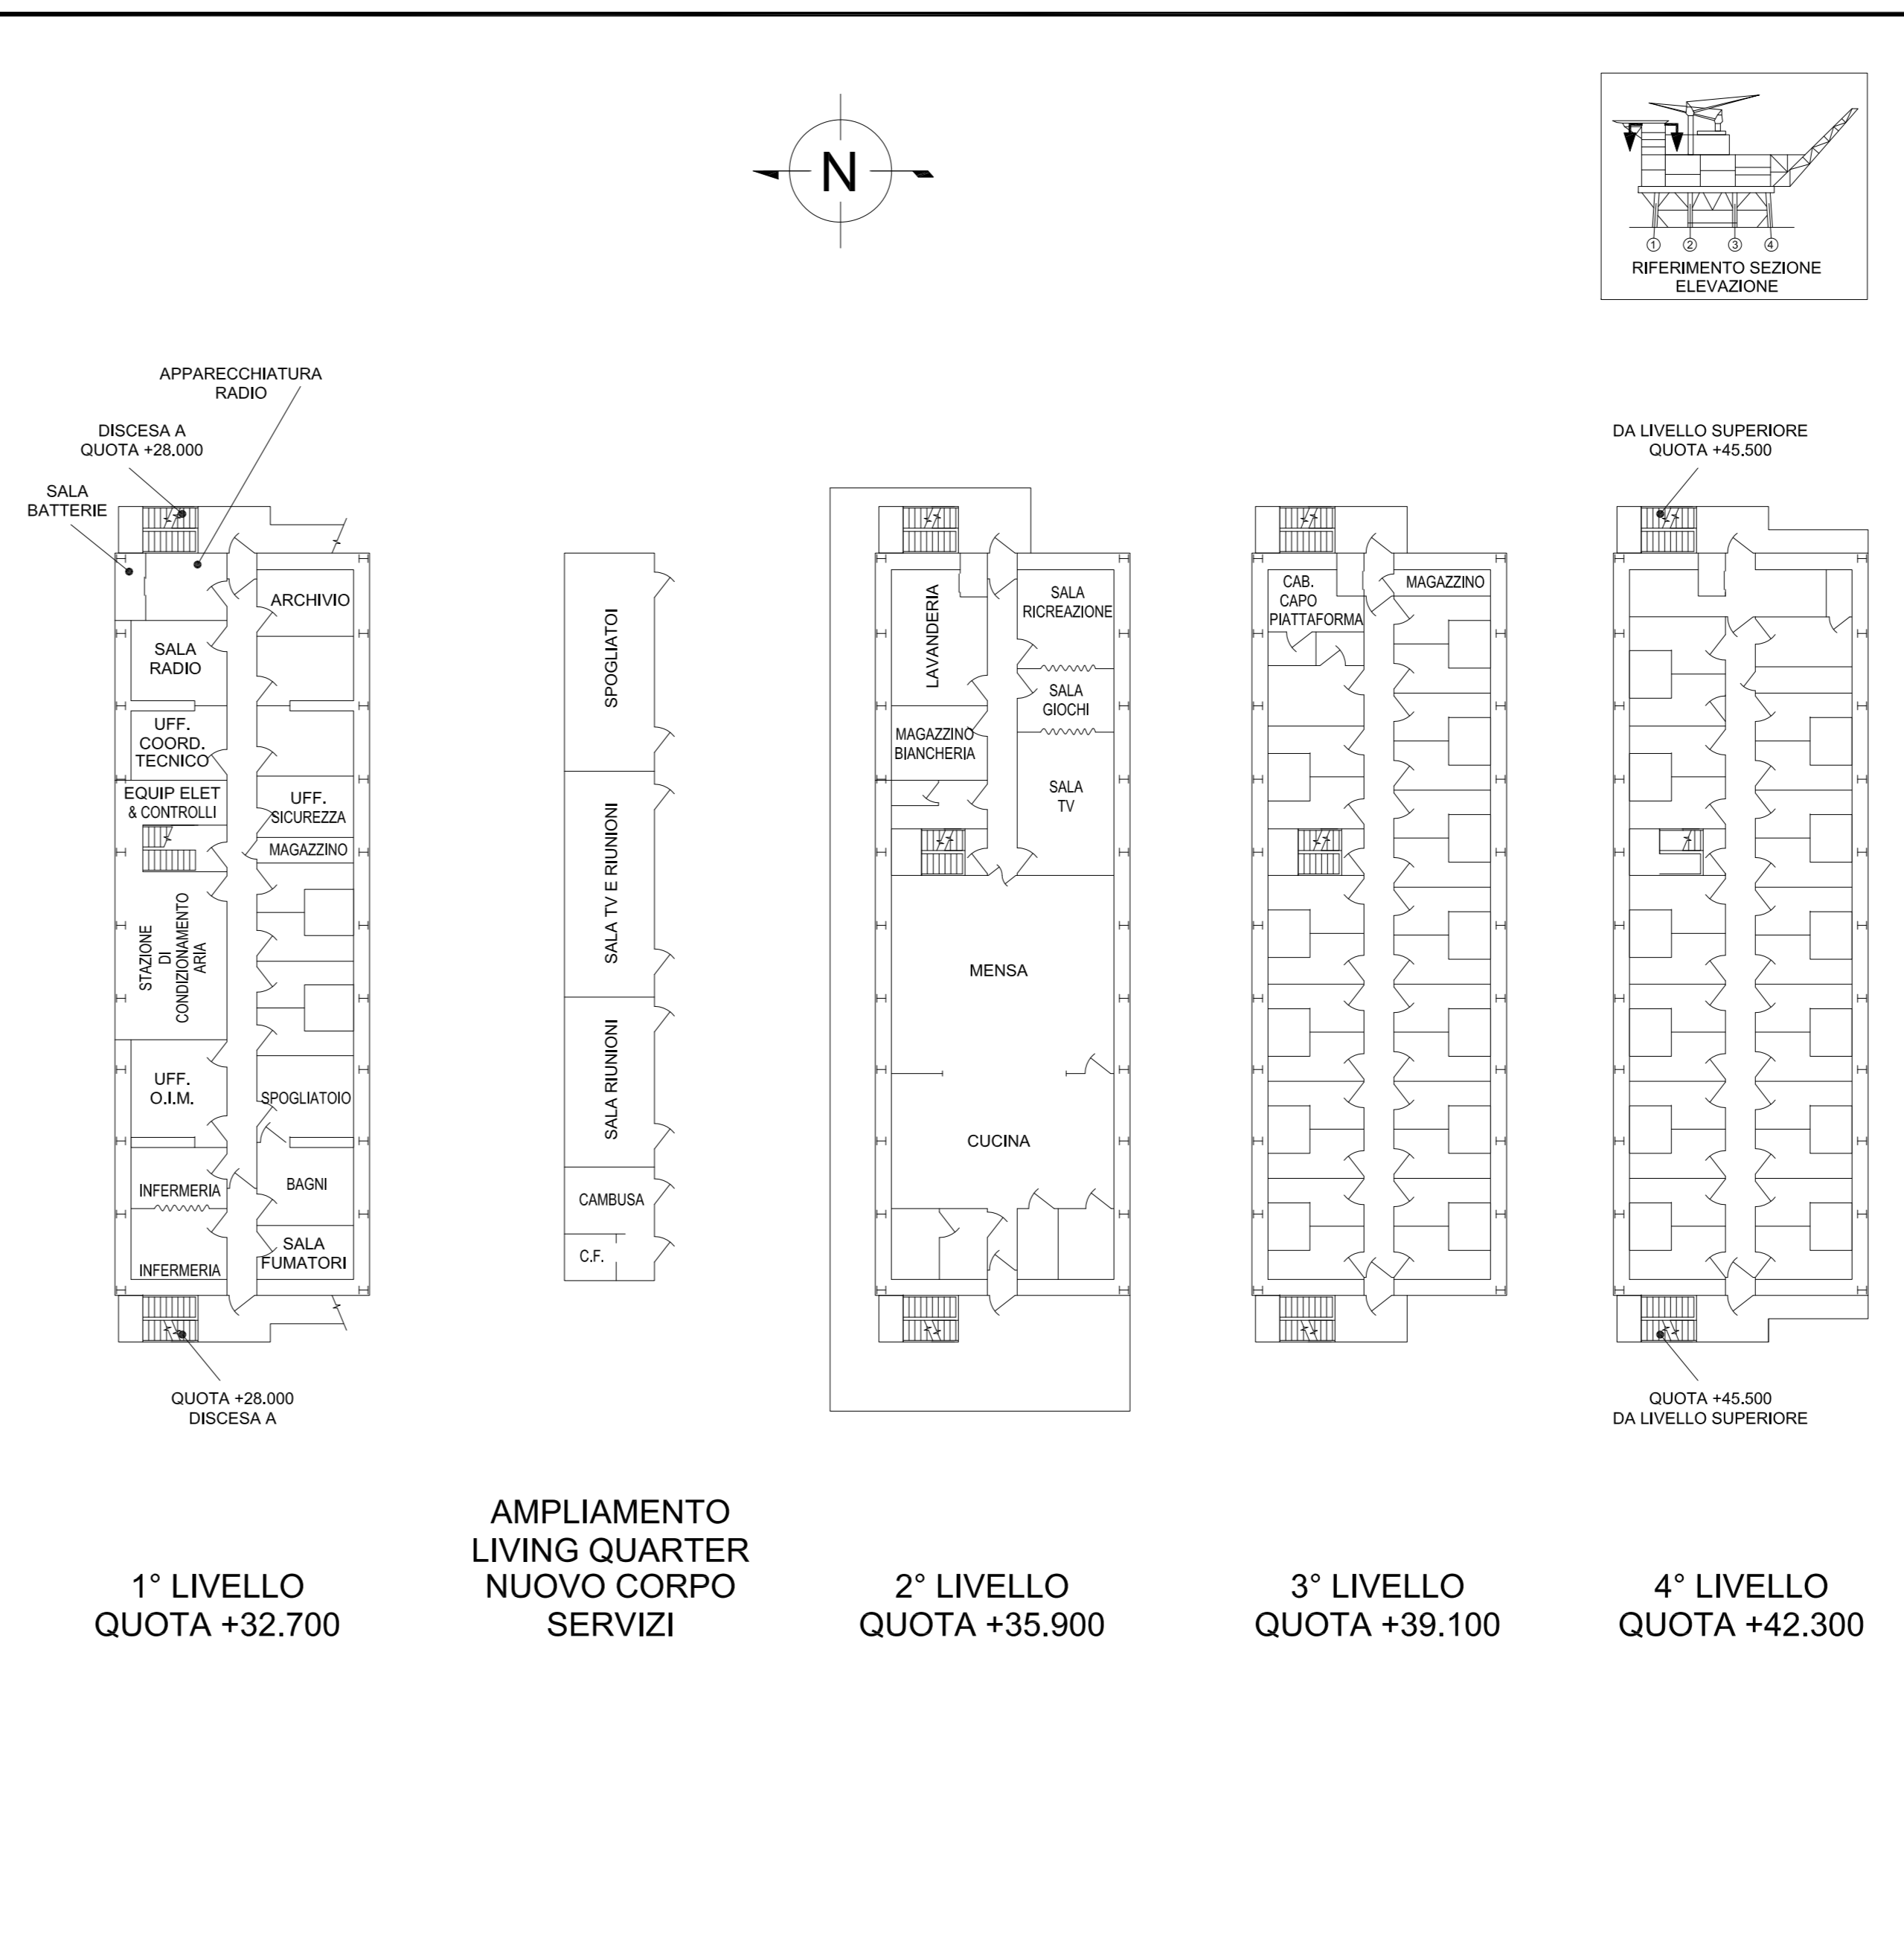 N
1
2
3
4
RIFERIMENTO SEZIONE
ELEVAZIONE
APPARECCHIATURA
RADIO
DISCESA A
QUOTA +28.000
SALA
BATTERIE
ARCHIVIO
SALA
RADIO
UFF.
COORD.
TECNICO
EQUIP ELET
& CONTROLLI
UFF.
SICUREZZA
MAGAZZINO
STAZIONE
DI
CONDIZIONAMENTO
ARIA
UFF.
O.I.M.
SPOGLIATOIO
INFERMERIA
BAGNI
SALA
FUMATORI
INFERMERIA
QUOTA +28.000
DISCESA A
1° LIVELLO
QUOTA +32.700
SPOGLIATOI
SALA TV E RIUNIONI
SALA RIUNIONI
CAMBUSA
C.F.
AMPLIAMENTO
LIVING QUARTER
NUOVO CORPO
SERVIZI
LAVANDERIA
SALA
RICREAZIONE
SALA
GIOCHI
MAGAZZINO
BIANCHERIA
SALA
TV
MENSA
CUCINA
2° LIVELLO
QUOTA +35.900
CAB.
CAPO
PIATTAFORMA
MAGAZZINO
3° LIVELLO
QUOTA +39.100
DA LIVELLO SUPERIORE
QUOTA +45.500
QUOTA +45.500
DA LIVELLO SUPERIORE
4° LIVELLO
QUOTA +42.300